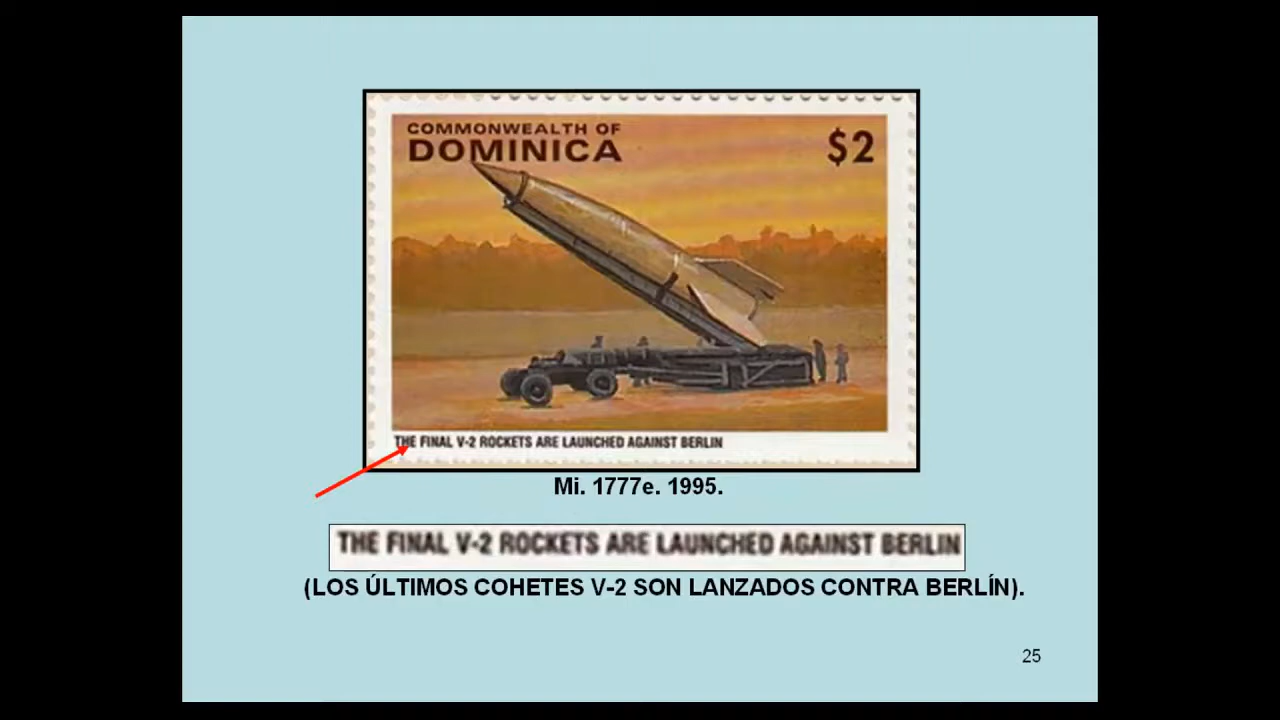 COMMONWEALTH OF
DOMINICA
$2
THE FINAL V-2 ROCKETS ARE LAUNCHED AGAINST BERLIN
Mi. 1777e. 1995.
THE FINAL V-2 ROCKETS ARE LAUNCHED AGAINST BERLIN
(LOS ÚLTIMOS COHETES V-2 SON LANZADOS CONTRA BERLÍN).
25